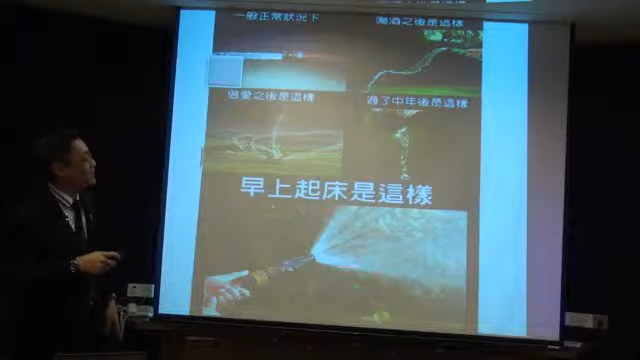 一般正常狀況下
喝酒之後是這樣
做愛之後是這樣
過了中年後是這樣
早上起床是這樣